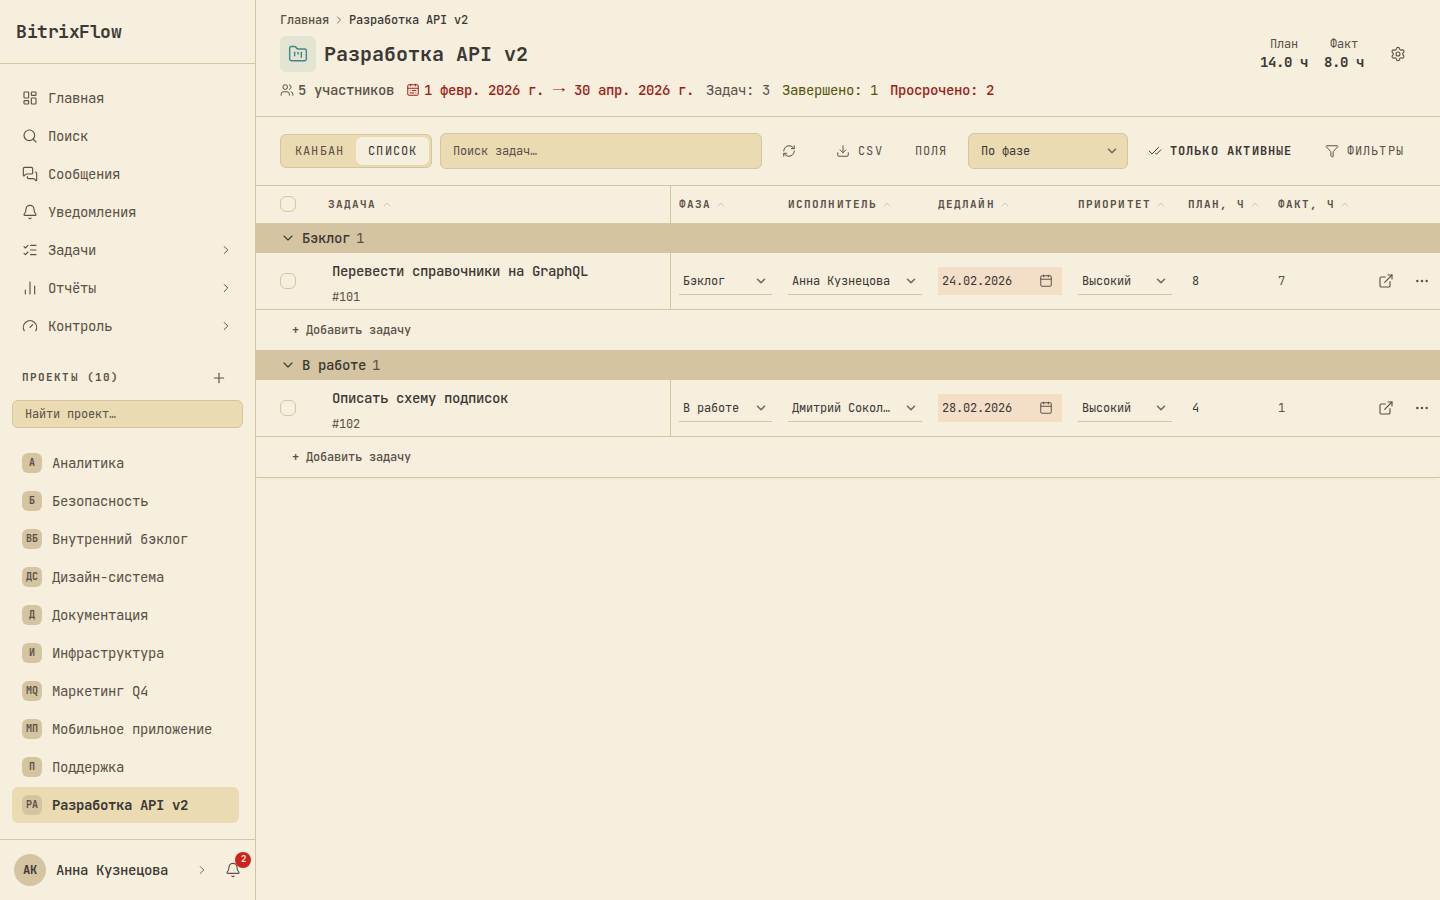 BitrixFlow
Главная
Поиск
Сообщения
Уведомления
Задачи
Отчёты
Контроль
ПРОЕКТЫ (10)
Найти проект…
А Аналитика
Б Безопасность
ВБ Внутренний бэклог
ДС Дизайн-система
Д Документация
И Инфраструктура
MQ Маркетинг Q4
МП Мобильное приложение
П Поддержка
РА Разработка API v2
АК Анна Кузнецова 2
Главная Разработка API v2
Разработка API v2
План Факт
14.0 ч 8.0 ч
5 участников 1 февр. 2026 г. → 30 апр. 2026 г. Задач: 3 Завершено: 1 Просрочено: 2
КАНБАН СПИСОК Поиск задач… CSV ПОЛЯ По фазе ТОЛЬКО АКТИВНЫЕ ФИЛЬТРЫ
ЗАДАЧА ФАЗА ИСПОЛНИТЕЛЬ ДЕДЛАЙН ПРИОРИТЕТ ПЛАН, Ч ФАКТ, Ч
Бэклог 1
Перевести справочники на GraphQL
#101
Бэклог Анна Кузнецова 24.02.2026 Высокий 8 7
+ Добавить задачу
В работе 1
Описать схему подписок
#102
В работе Дмитрий Сокол… 28.02.2026 Высокий 4 1
+ Добавить задачу